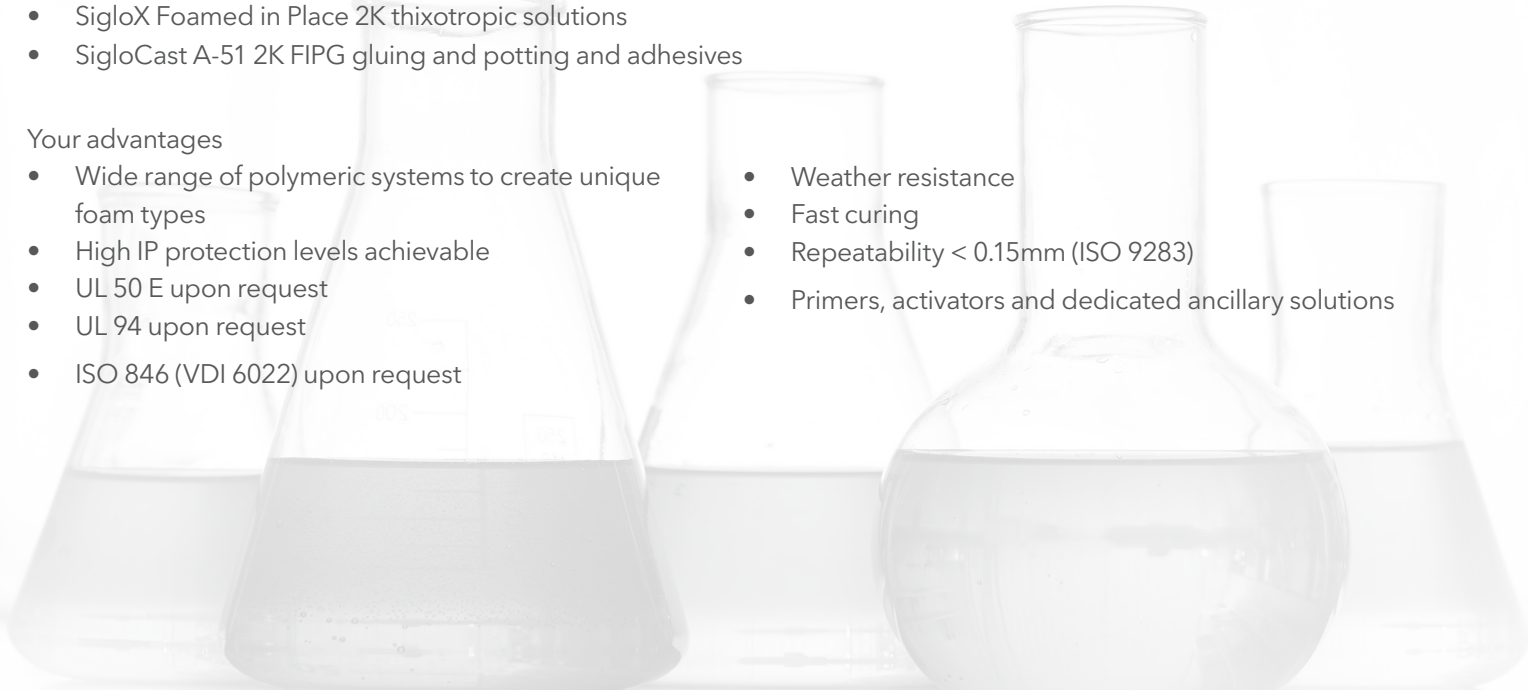 • SigloX Foamed in Place 2K thixotropic solutions
• SigloCast A-51 2K FIPG gluing and potting and adhesives
Your advantages
• Wide range of polymeric systems to create unique
foam types
• High IP protection levels achievable
• UL 50 E upon request
• UL 94 upon request
• ISO 846 (VDI 6022) upon request
• Weather resistance
• Fast curing
• Repeatability < 0.15mm (ISO 9283)
• Primers, activators and dedicated ancillary solutions